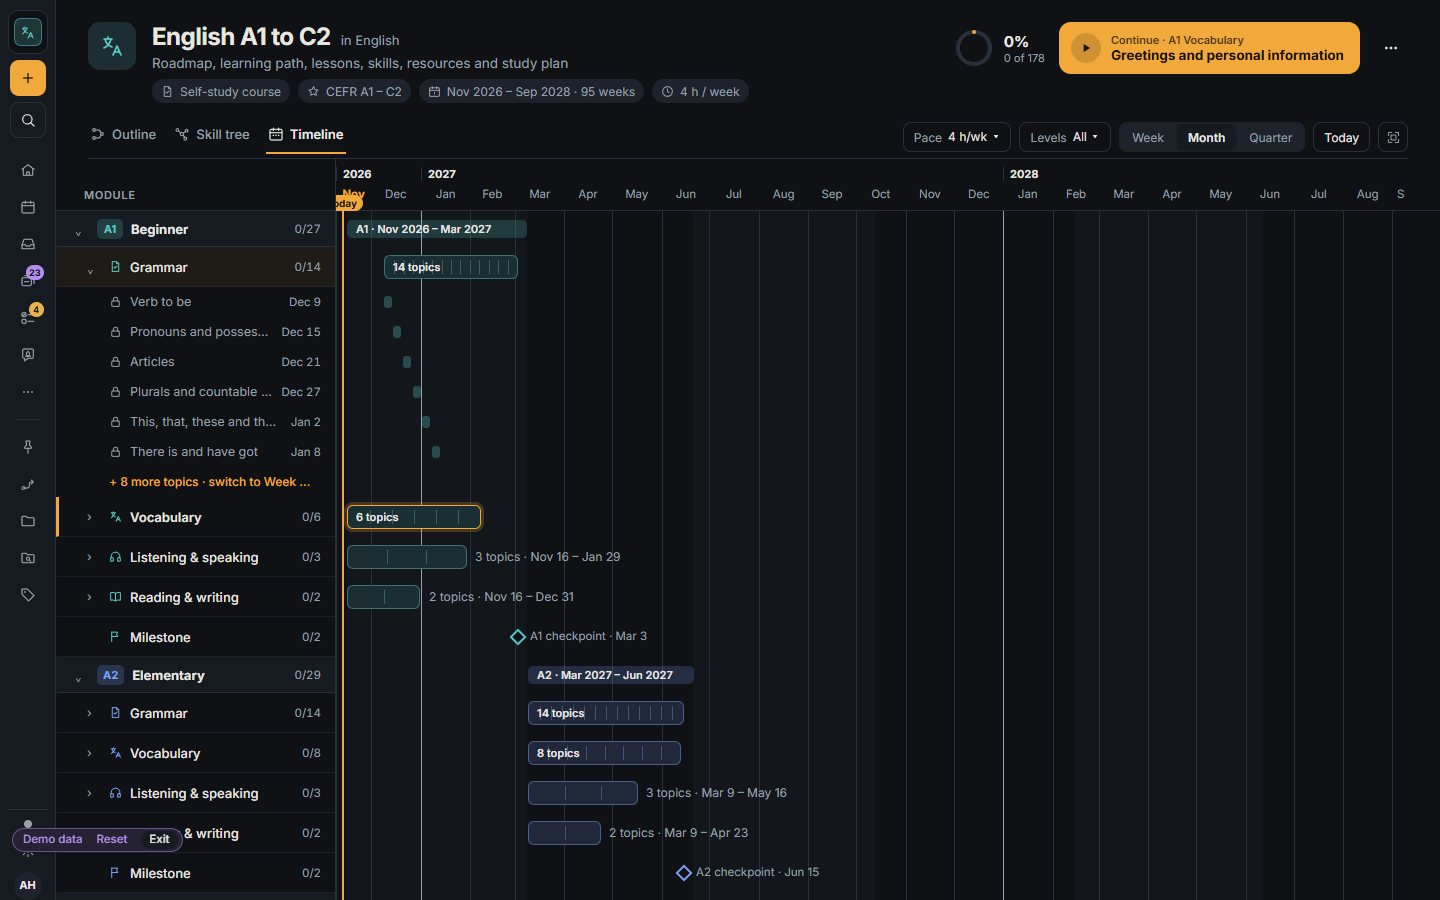 English A1 to C2 in English
Roadmap, learning path, lessons, skills, resources and study plan
Self-study course
CEFR A1 – C2
Nov 2026 – Sep 2028 · 95 weeks
4 h / week
0%
0 of 178
Continue · A1 Vocabulary
Greetings and personal information
Outline
Skill tree
Timeline
Pace 4 h/wk
Levels All
Week
Month
Quarter
Today
MODULE
2026 2027 2028
Nov Dec Jan Feb Mar Apr May Jun Jul Aug Sep Oct Nov Dec Jan Feb Mar Apr May Jun Jul Aug S
oday
A1 Beginner 0/27
A1 · Nov 2026 – Mar 2027
Grammar 0/14
14 topics
Verb to be Dec 9
Pronouns and posses... Dec 15
Articles Dec 21
Plurals and countable ... Dec 27
This, that, these and th... Jan 2
There is and have got Jan 8
+ 8 more topics · switch to Week ...
Vocabulary 0/6
6 topics
Listening & speaking 0/3
3 topics · Nov 16 – Jan 29
Reading & writing 0/2
2 topics · Nov 16 – Dec 31
Milestone 0/2
A1 checkpoint · Mar 3
A2 Elementary 0/29
A2 · Mar 2027 – Jun 2027
Grammar 0/14
14 topics
Vocabulary 0/8
8 topics
Listening & speaking 0/3
3 topics · Mar 9 – May 16
& writing 0/2
2 topics · Mar 9 – Apr 23
Milestone 0/2
A2 checkpoint · Jun 15
23
4
Demo data Reset Exit
AH